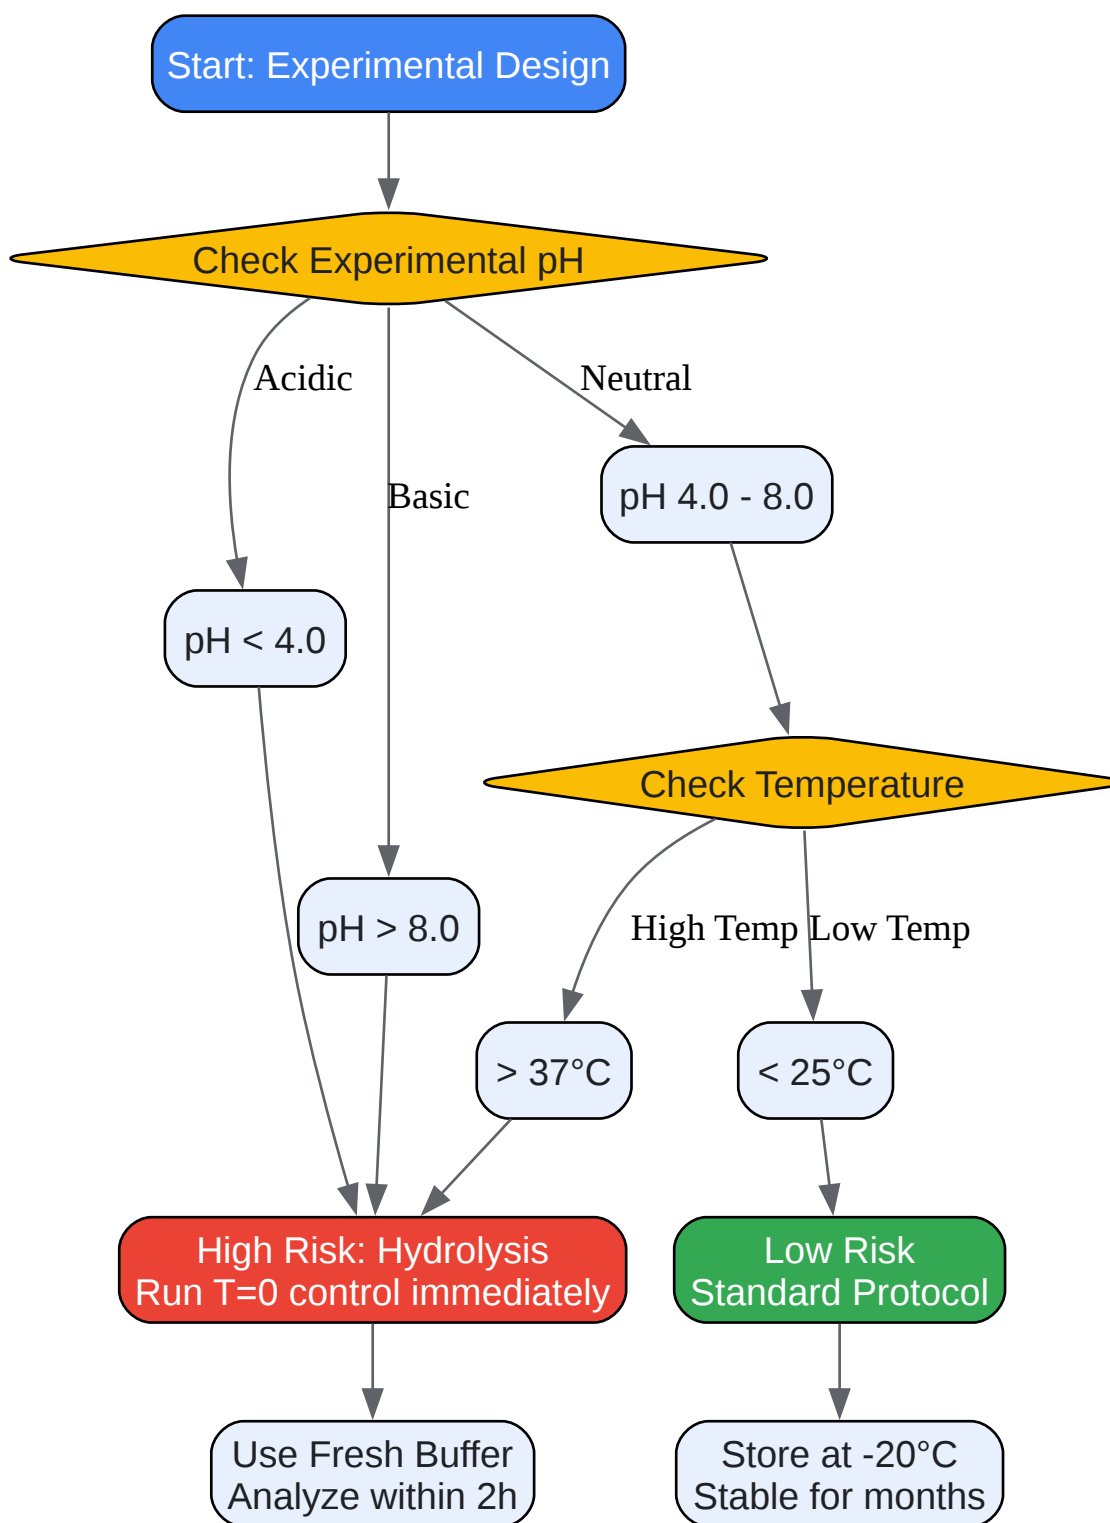 Start: Experimental Design
Check Experimental pH
Acidic
Neutral
Basic
pH 4.0 - 8.0
pH < 4.0
Check Temperature
pH > 8.0
High Temp
Low Temp
> 37°C
< 25°C
High Risk: Hydrolysis
Run T=0 control immediately
Low Risk
Standard Protocol
Use Fresh Buffer
Analyze within 2h
Store at -20°C
Stable for months